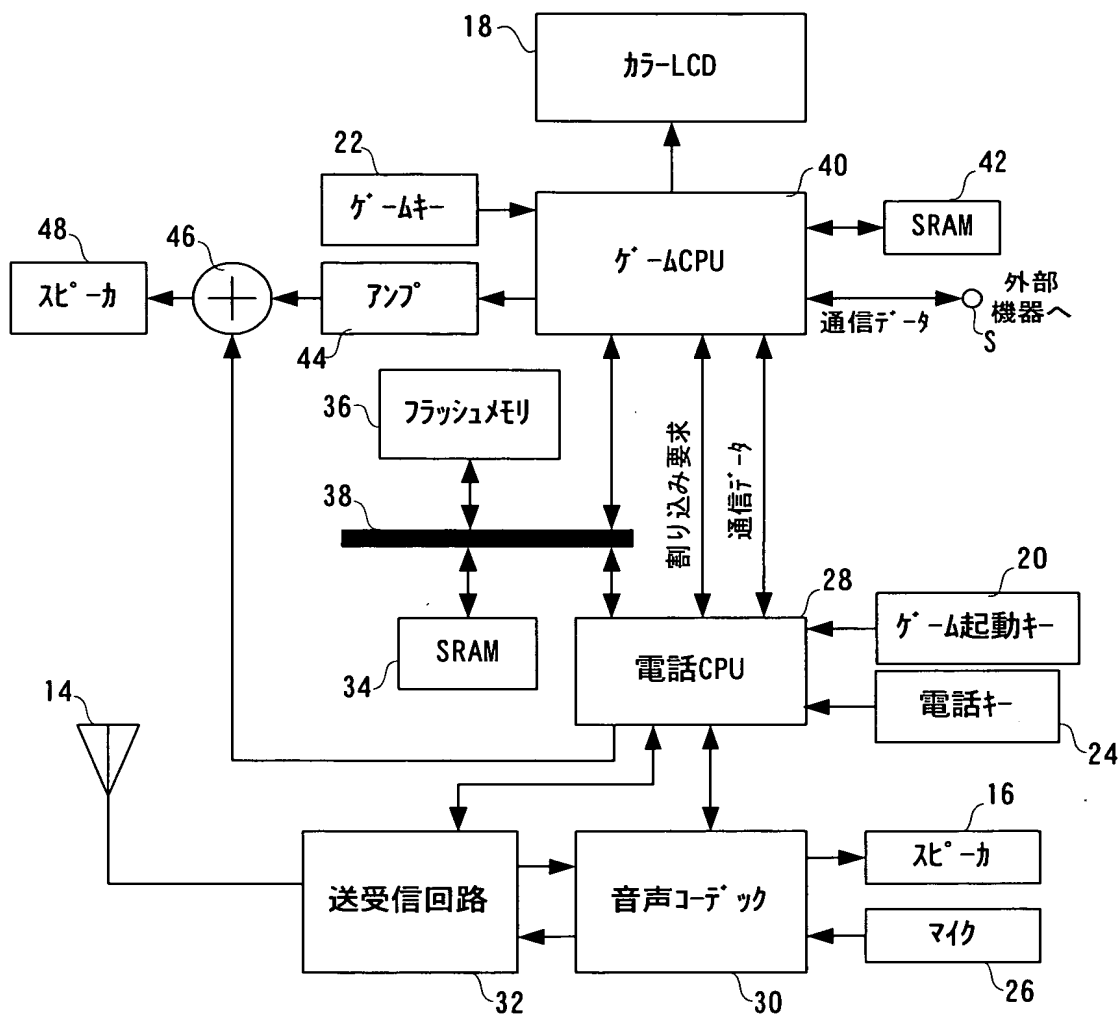 18
カラーLCD
22
ゲームキー
40
ゲームCPU
42
SRAM
48
スピーカ
46
アンプ
44
通信データ
外部
機器へ
S
36
フラッシュメモリ
38
割り込み要求
通信データ
34
SRAM
28
電話CPU
20
ゲーム起動キー
電話キー
24
14
送受信回路
32
音声コーデック
30
16
スピーカ
マイク
26